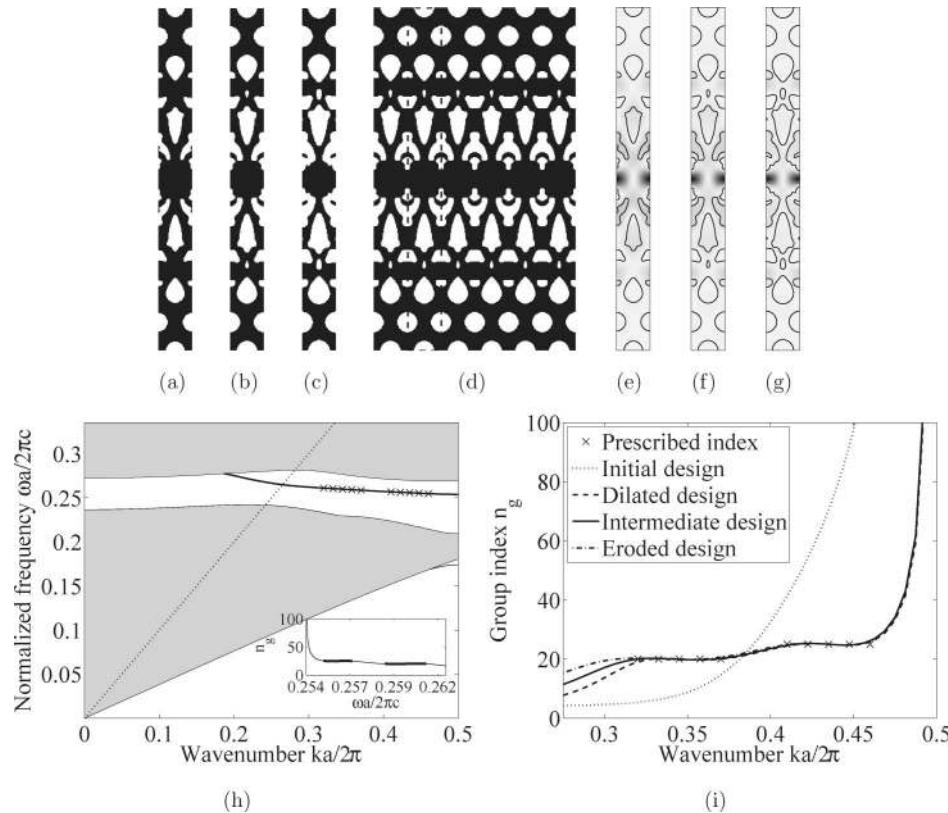 (a)
(b)
(c)
(d)
(e)
(f)
(g)
Normalized frequency ωa/2πc
0.3
0.25
0.2
0.15
0.1
0.05
0
0.1
0.2
0.3
0.4
0.5
Wavenumber ka/2π
n_g
100
50
0
0.254
0.257
0.259
0.262
ωa/2πc
(h)
Group index n_g
100
80
60
40
20
0
× Prescribed index
Initial design
Dilated design
Intermediate design
Eroded design
0.3
0.35
0.4
0.45
0.5
Wavenumber ka/2π
(i)